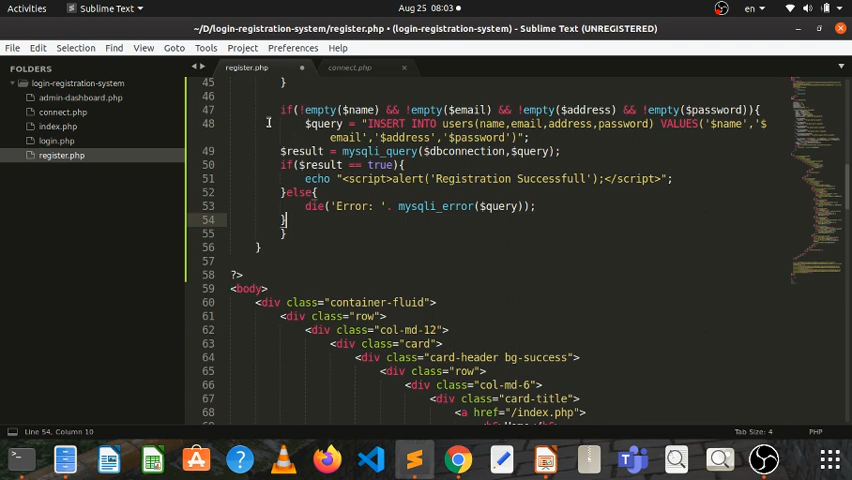 Activities
Sublime Text
Aug 25 08:03
en
~/D/login-registration-system/register.php • (login-registration-system) - Sublime Text (UNREGISTERED)
File Edit Selection Find View Goto Tools Project Preferences Help
FOLDERS
login-registration-system
admin-dashboard.php
connect.php
index.php
login.php
register.php
register.php
connect.php
45 }
46
47 if(!empty($name) && !empty($email) && !empty($address) && !empty($password)){
48 $query = "INSERT INTO users(name,email,address,password) VALUES('$name','$
email','$address','$password')";
49 $result = mysqli_query($dbconnection,$query);
50 if($result == true){
51 echo "<script>alert('Registration Successfull');</script>";
52 }else{
53 die('Error: '. mysqli_error($query));
54 }
55 }
56 }
57
58 ?>
59 <body>
60 <div class="container-fluid">
61 <div class="row">
62 <div class="col-md-12">
63 <div class="card">
64 <div class="card-header bg-success">
65 <div class="row">
66 <div class="col-md-6">
67 <div class="card-title">
68 <a href="/index.php">
Line 54, Column 10
Tab Size: 4
PHP